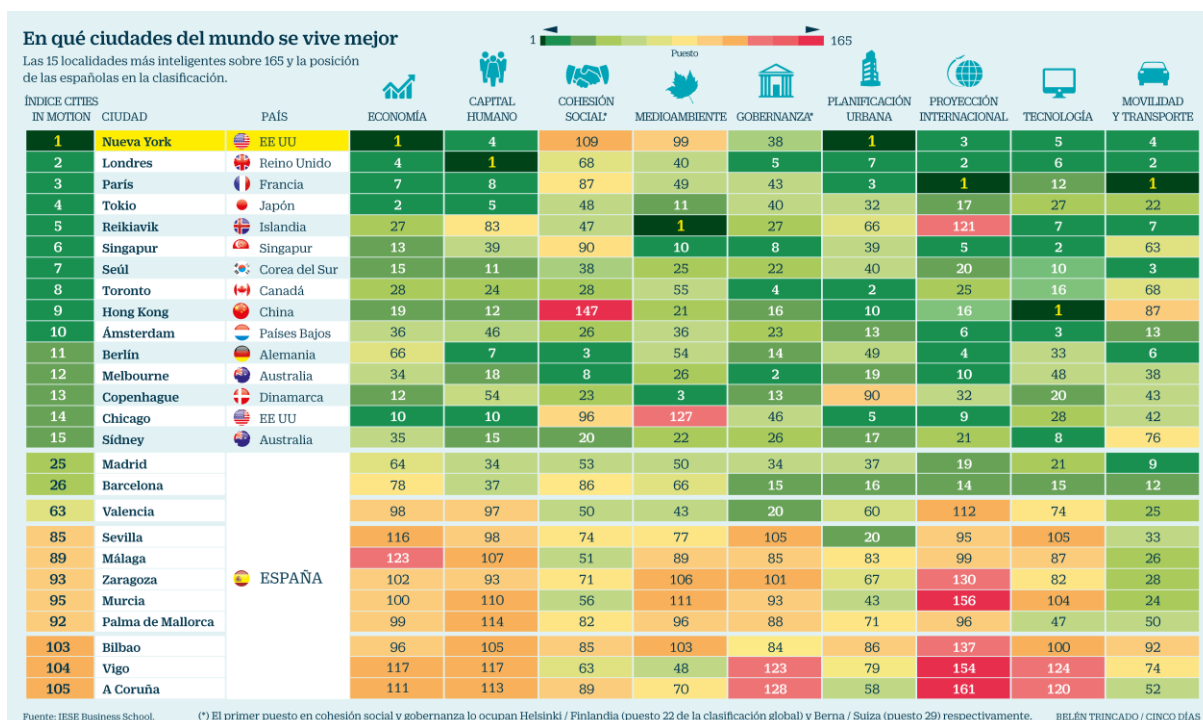 En qué ciudades del mundo se vive mejor
Las 15 localidades más inteligentes sobre 165 y la posición
de las españolas en la clasificación.
1 165
Puesto
ÍNDICE CITIES IN MOTION CIUDAD PAÍS ECONOMÍA CAPITAL HUMANO COHESIÓN SOCIAL* MEDIOAMBIENTE GOBERNANZA* PLANIFICACIÓN URBANA PROYECCIÓN INTERNACIONAL TECNOLOGÍA MOVILIDAD Y TRANSPORTE
1 Nueva York EE UU 1 4 109 99 38 1 3 5 4
2 Londres Reino Unido 4 1 68 40 5 7 2 6 2
3 París Francia 7 8 87 49 43 3 1 12 1
4 Tokio Japón 2 5 48 11 40 32 17 27 22
5 Reikiavik Islandia 27 83 47 1 27 66 121 7 7
6 Singapur Singapur 13 39 90 10 8 39 5 2 63
7 Seúl Corea del Sur 15 11 38 25 22 40 20 10 3
8 Toronto Canadá 28 24 28 55 4 2 25 16 68
9 Hong Kong China 19 12 147 21 16 10 16 1 87
10 Ámsterdam Países Bajos 36 46 26 36 23 13 6 3 13
11 Berlín Alemania 66 7 3 54 14 49 4 33 6
12 Melbourne Australia 34 18 8 26 2 19 10 48 38
13 Copenhague Dinamarca 12 54 23 3 13 90 32 20 43
14 Chicago EE UU 10 10 96 127 46 5 9 28 42
15 Sídney Australia 35 15 20 22 26 17 21 8 76
25 Madrid 64 34 53 50 34 37 19 21 9
26 Barcelona 78 37 86 66 15 16 14 15 12
63 Valencia 98 97 50 43 20 60 112 74 25
85 Sevilla 116 98 74 77 105 20 95 105 33
89 Málaga 123 107 51 89 85 83 99 87 26
93 Zaragoza ESPAÑA 102 93 71 106 101 67 130 82 28
95 Murcia 100 110 56 111 93 43 156 104 24
92 Palma de Mallorca 99 114 82 96 88 71 96 47 50
103 Bilbao 96 105 85 103 84 86 137 100 92
104 Vigo 117 117 63 48 123 79 154 124 74
105 A Coruña 111 113 89 70 128 58 161 120 52
Fuente: IESE Business School. (*) El primer puesto en cohesión social y gobernanza lo ocupan Helsinki / Finlandia (puesto 22 de la clasificación global) y Berna / Suiza (puesto 29) respectivamente. BELÉN TRINCADO / CINCO DÍAS